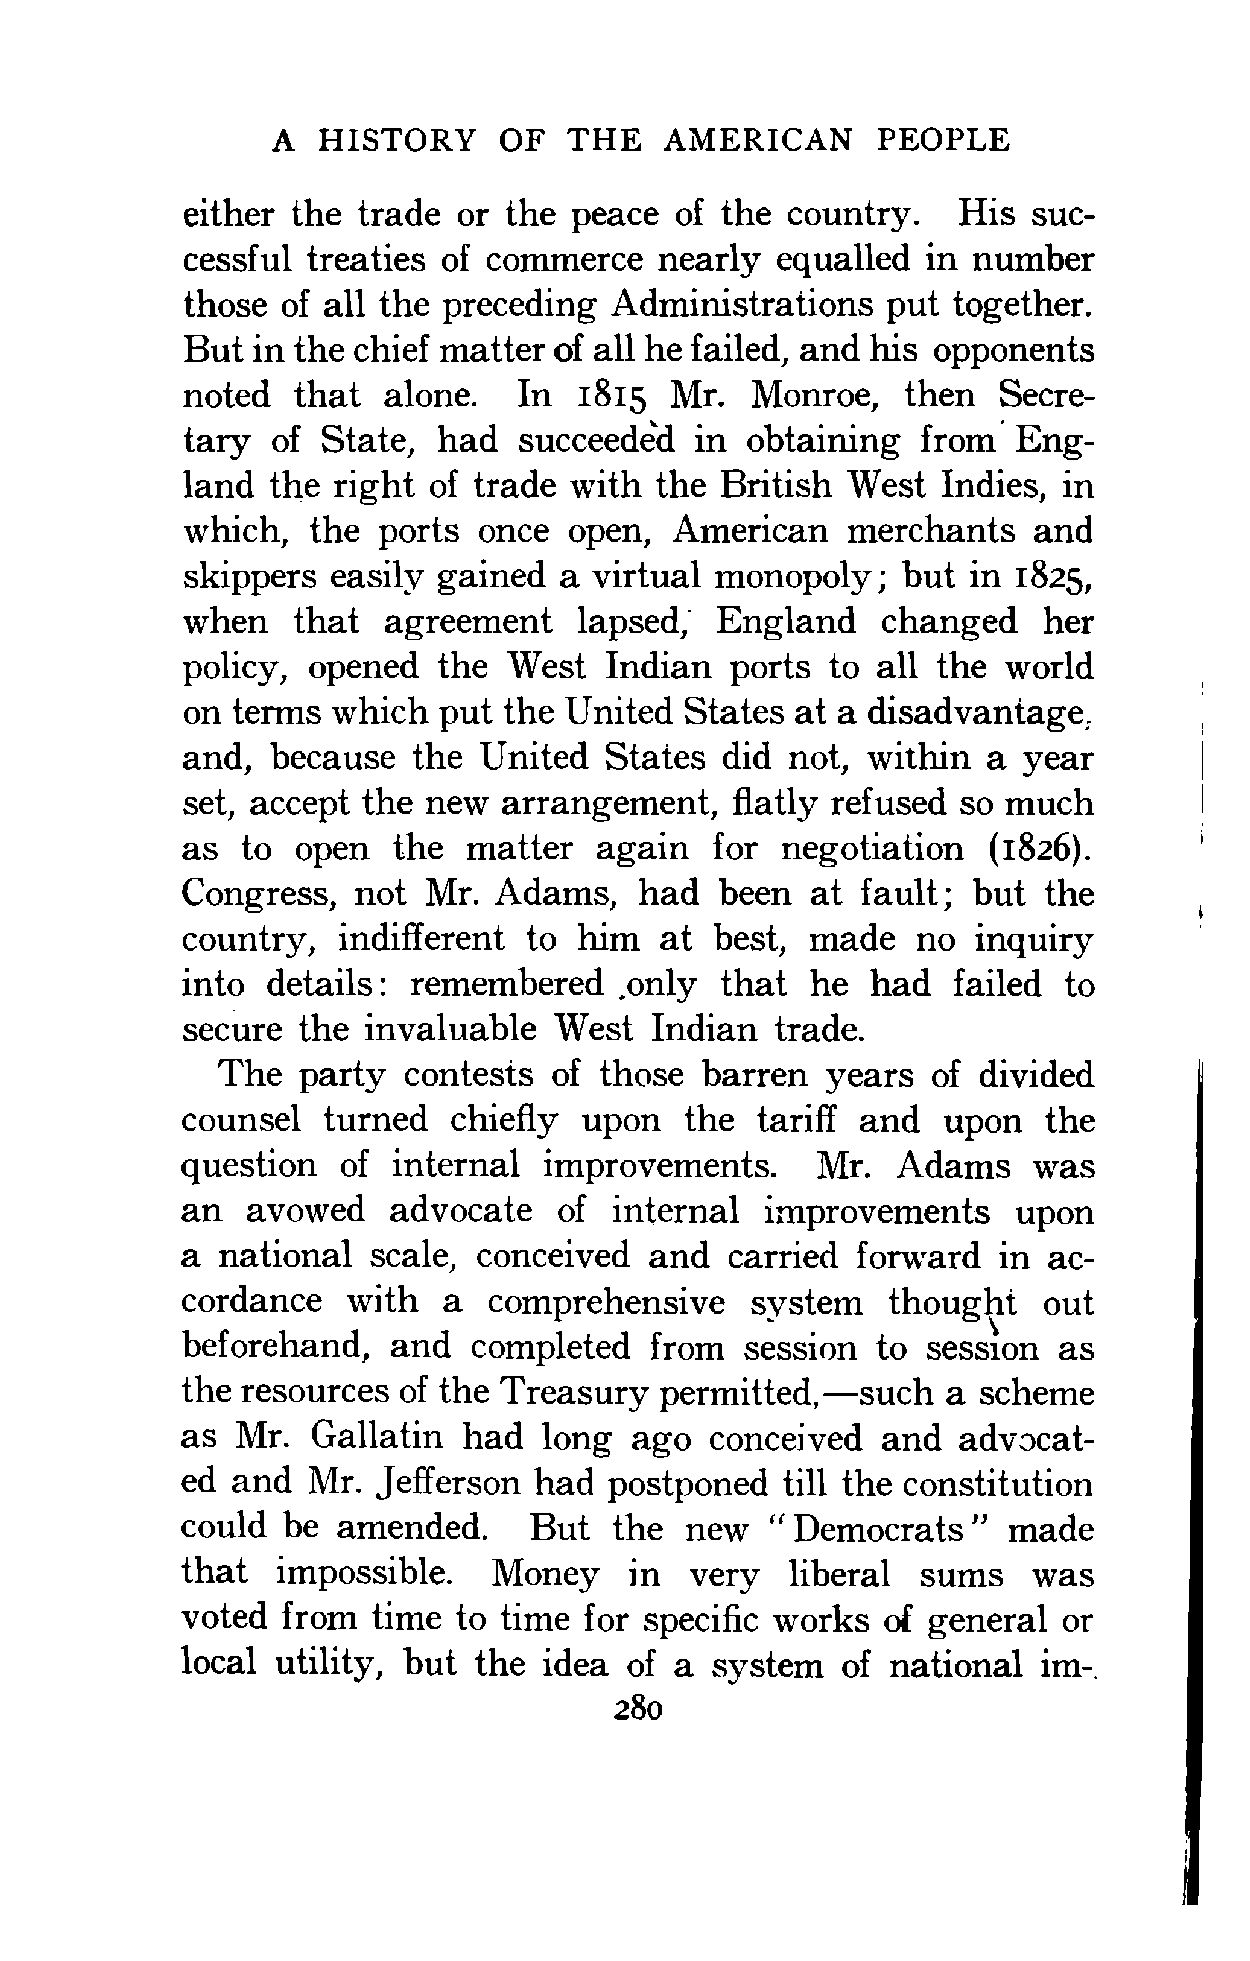 A HISTORY OF THE AMERICAN PEOPLE
either the trade or the peace of the country. His suc-
cessful treaties of commerce nearly equalled in number
those of all the preceding Administrations put together.
But in the chief matter of all he failed, and his opponents
noted that alone. In 1815 Mr. Monroe, then Secre-
tary of State, had succeeded in obtaining from Eng-
land the right of trade with the British West Indies, in
which, the ports once open, American merchants and
skippers easily gained a virtual monopoly; but in 1825,
when that agreement lapsed, England changed her
policy, opened the West Indian ports to all the world
on terms which put the United States at a disadvantage,
and, because the United States did not, within a year
set, accept the new arrangement, flatly refused so much
as to open the matter again for negotiation (1826).
Congress, not Mr. Adams, had been at fault; but the
country, indifferent to him at best, made no inquiry
into details: remembered only that he had failed to
secure the invaluable West Indian trade.
The party contests of those barren years of divided
counsel turned chiefly upon the tariff and upon the
question of internal improvements. Mr. Adams was
an avowed advocate of internal improvements upon
a national scale, conceived and carried forward in ac-
cordance with a comprehensive system thought out
beforehand, and completed from session to session as
the resources of the Treasury permitted,—such a scheme
as Mr. Gallatin had long ago conceived and advocat-
ed and Mr. Jefferson had postponed till the constitution
could be amended. But the new "Democrats" made
that impossible. Money in very liberal sums was
voted from time to time for specific works of general or
local utility, but the idea of a system of national im-
280